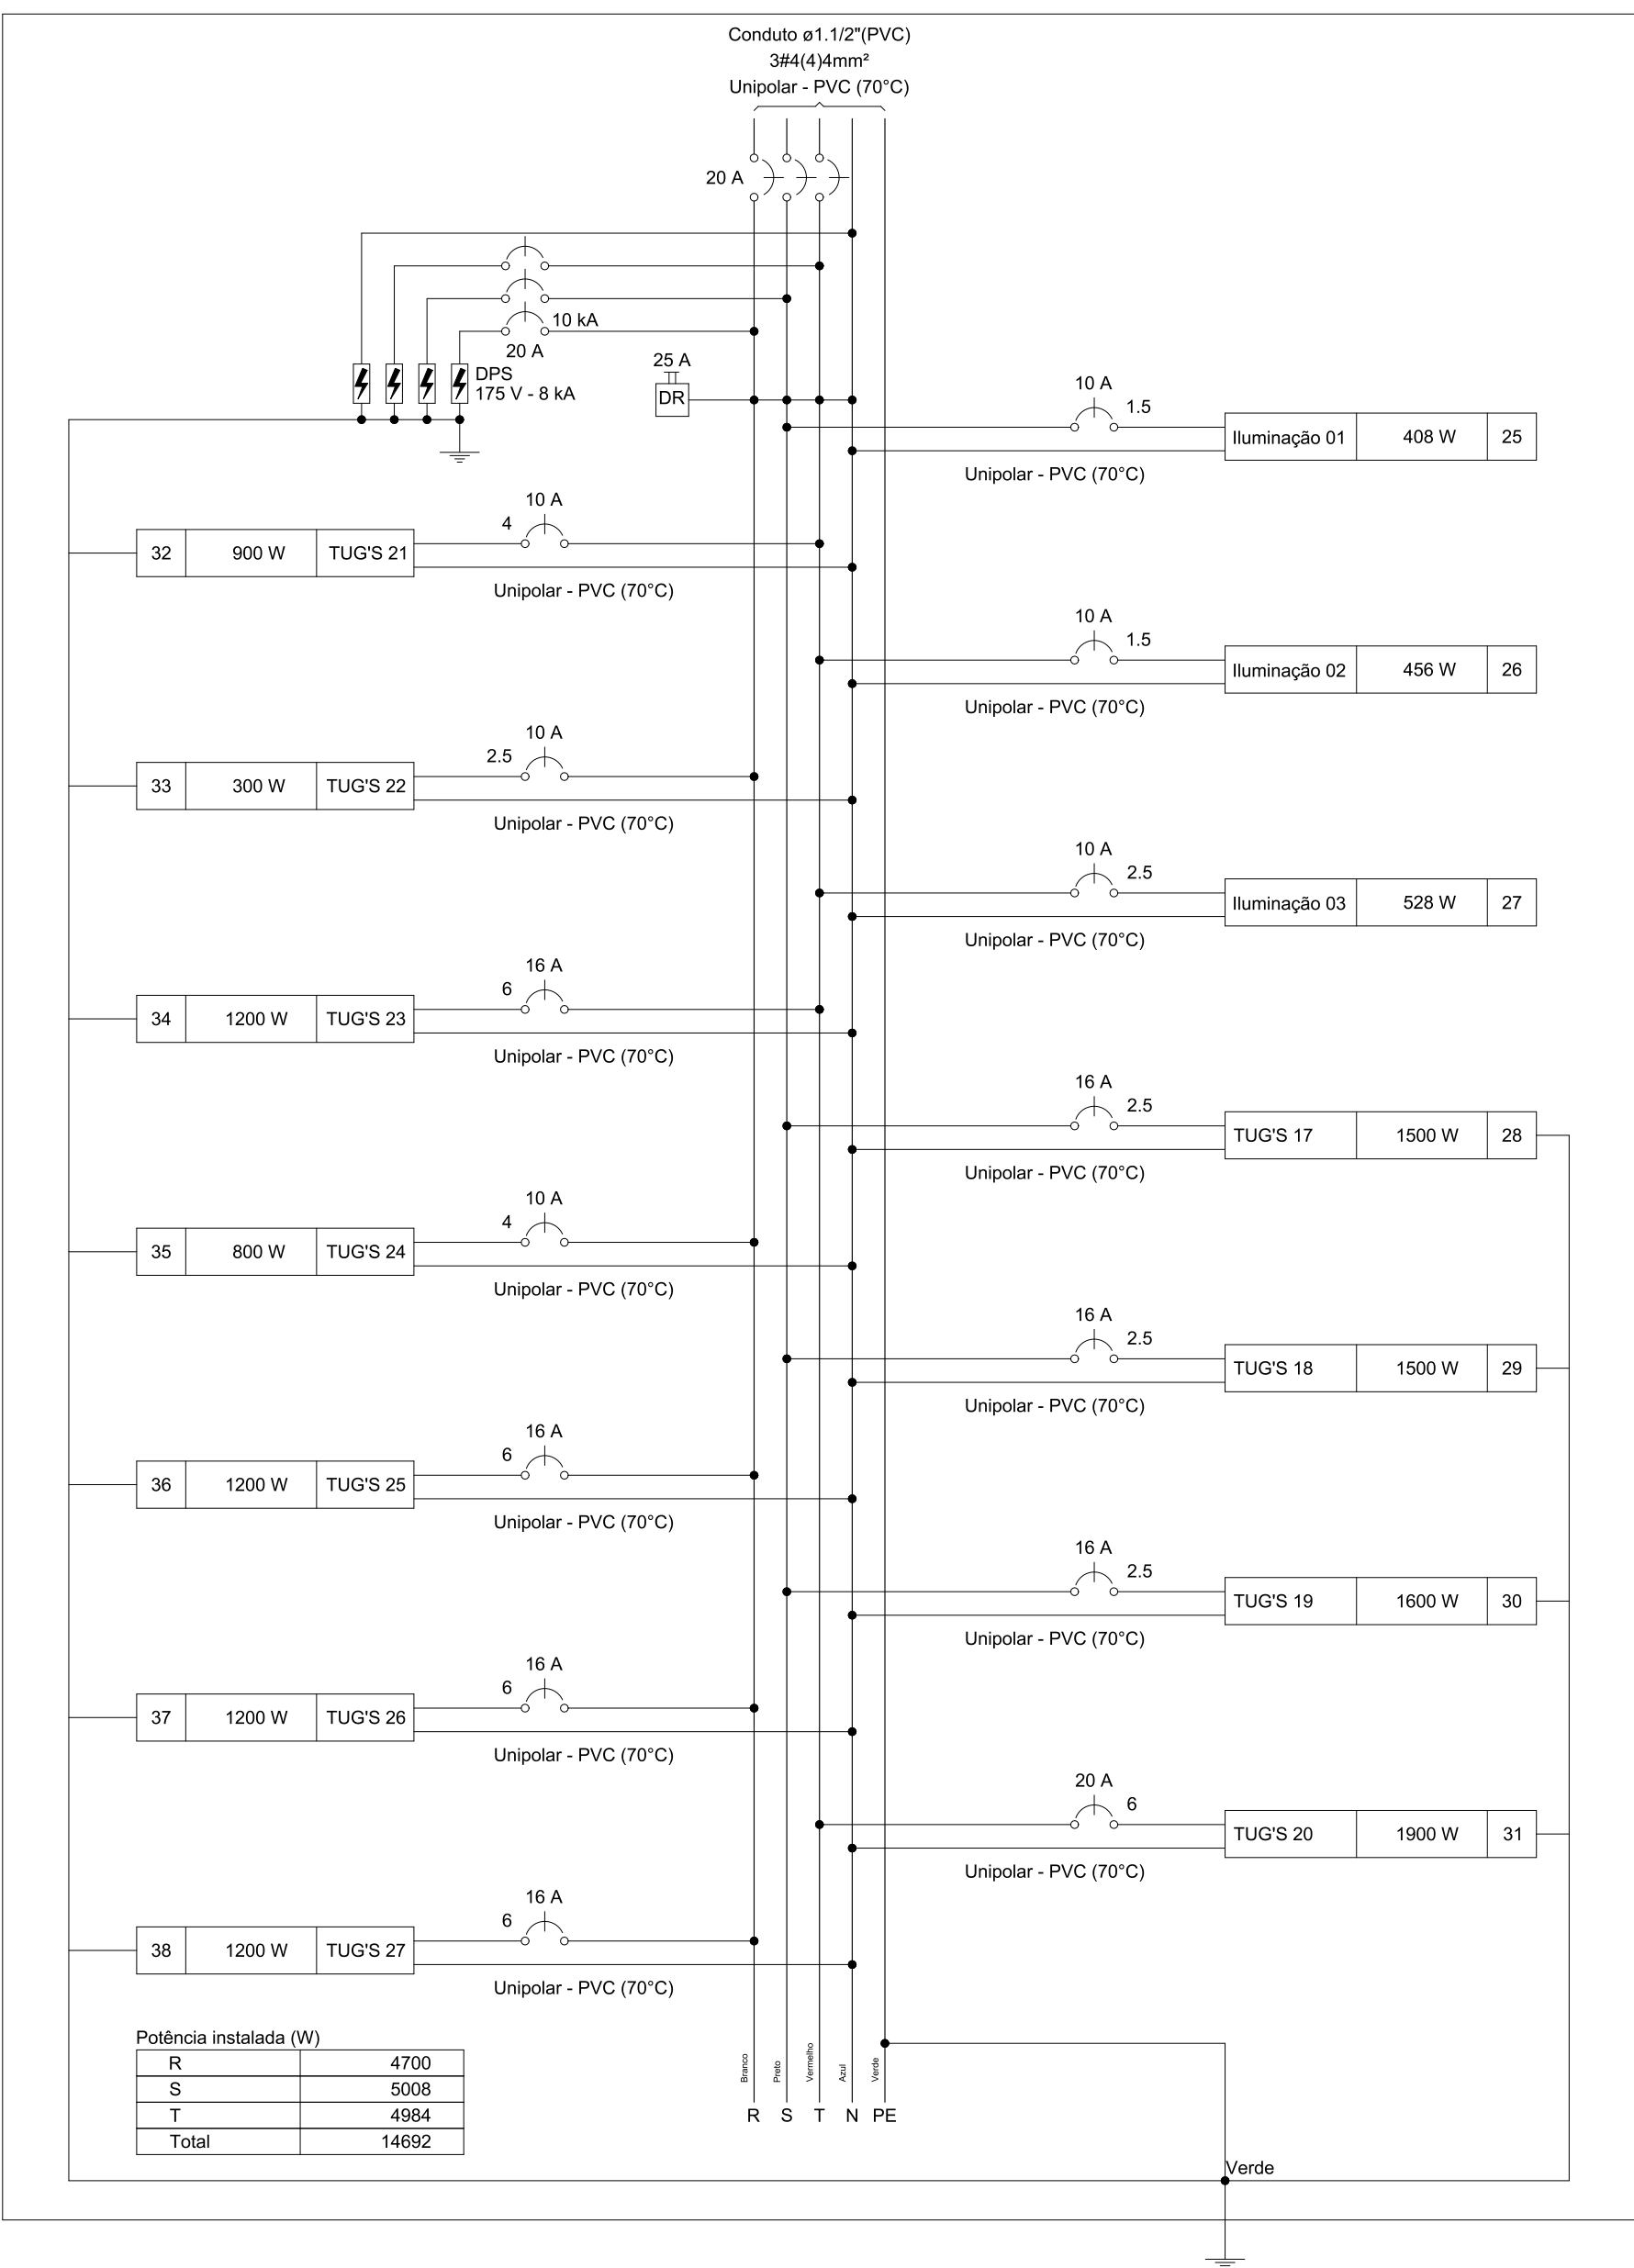 Conduto ø1.1/2"(PVC)
3#4(4)4mm²
Unipolar - PVC (70°C)
20 A
10 kA
20 A
DPS
175 V - 8 kA
25 A
DR
10 A
1.5
Iluminação 01 408 W 25
Unipolar - PVC (70°C)
10 A
4
32 900 W TUG'S 21
Unipolar - PVC (70°C)
10 A
1.5
Iluminação 02 456 W 26
Unipolar - PVC (70°C)
10 A
2.5
33 300 W TUG'S 22
Unipolar - PVC (70°C)
10 A
2.5
Iluminação 03 528 W 27
Unipolar - PVC (70°C)
16 A
6
34 1200 W TUG'S 23
Unipolar - PVC (70°C)
16 A
2.5
TUG'S 17 1500 W 28
Unipolar - PVC (70°C)
10 A
4
35 800 W TUG'S 24
Unipolar - PVC (70°C)
16 A
2.5
TUG'S 18 1500 W 29
Unipolar - PVC (70°C)
16 A
6
36 1200 W TUG'S 25
Unipolar - PVC (70°C)
16 A
2.5
TUG'S 19 1600 W 30
Unipolar - PVC (70°C)
16 A
6
37 1200 W TUG'S 26
Unipolar - PVC (70°C)
20 A
6
TUG'S 20 1900 W 31
Unipolar - PVC (70°C)
16 A
6
38 1200 W TUG'S 27
Unipolar - PVC (70°C)
Potência instalada (W)
R 4700
S 5008
T 4984
Total 14692
Branco
Preto
Vermelho
Azul
Verde
R S T N PE
Verde